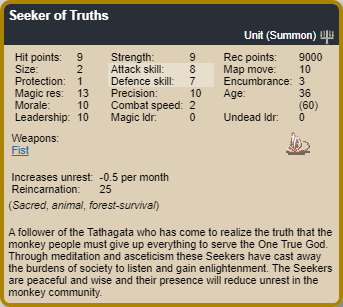 Seeker of Truths
Unit (Summon)
Hit points: 9 Strength: 9 Rec points: 9000
Size: 2 Attack skill: 8 Map move: 10
Protection: 1 Defence skill: 7 Encumbrance: 3
Magic res: 13 Precision: 10 Age: 36
Morale: 10 Combat speed: 2 (60)
Leadership: 10 Magic ldr: 0 Undead ldr: 0
Weapons:
Fist
Increases unrest: -0.5 per month
Reincarnation: 25
(Sacred, animal, forest-survival)
A follower of the Tathagata who has come to realize the truth that the
monkey people must give up everything to serve the One True God.
Through meditation and asceticism these Seekers have cast away
the burdens of society to listen and gain enlightenment. The Seekers
are peaceful and wise and their presence will reduce unrest in the
monkey community.